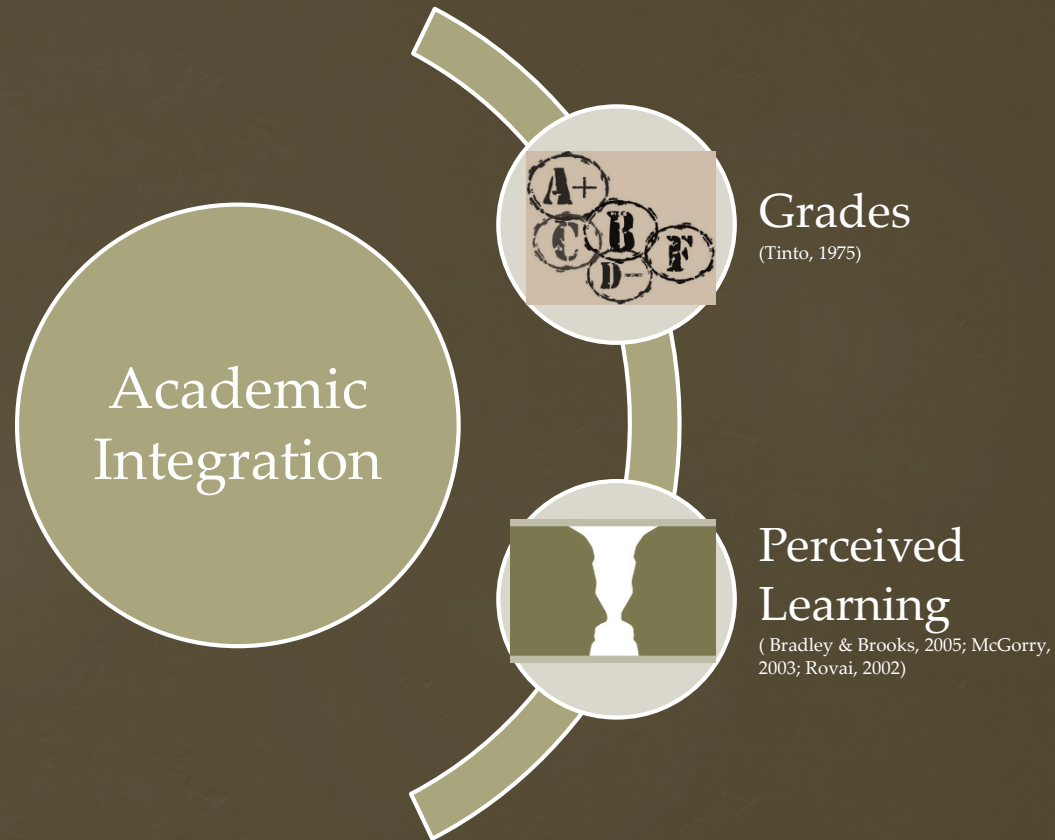 Academic
Integration
A+
C
B
D-
F
Grades
(Tinto, 1975)
Perceived
Learning
( Bradley & Brooks, 2005; McGorry,
2003; Rovai, 2002)